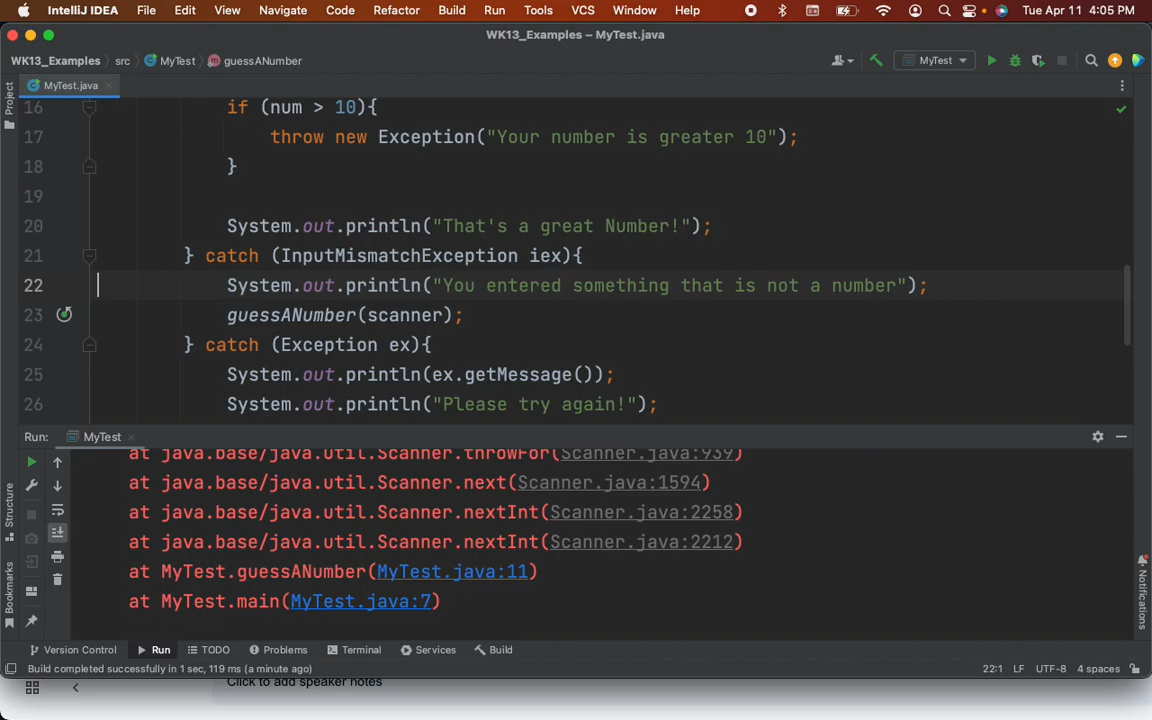 IntelliJ IDEA File Edit View Navigate Code Refactor Build Run Tools VCS Window Help Tue Apr 11 4:05 PM
WK13_Examples – MyTest.java
WK13_Examples src MyTest guessANumber MyTest
Project
MyTest.java
16 if (num > 10){
17 throw new Exception("Your number is greater 10");
18 }
19
20 System.out.println("That's a great Number!");
21 } catch (InputMismatchException iex){
22 System.out.println("You entered something that is not a number");
23 guessANumber(scanner);
24 } catch (Exception ex){
25 System.out.println(ex.getMessage());
26 System.out.println("Please try again!");
Run: MyTest
at java.base/java.util.Scanner.throwFor(Scanner.java:939)
at java.base/java.util.Scanner.next(Scanner.java:1594)
at java.base/java.util.Scanner.nextInt(Scanner.java:2258)
at java.base/java.util.Scanner.nextInt(Scanner.java:2212)
at MyTest.guessANumber(MyTest.java:11)
at MyTest.main(MyTest.java:7)
Structure
Bookmarks
Notifications
Version Control Run TODO Problems Terminal Services Build
Build completed successfully in 1 sec, 119 ms (a minute ago) 22:1 LF UTF-8 4 spaces
Click to add speaker notes